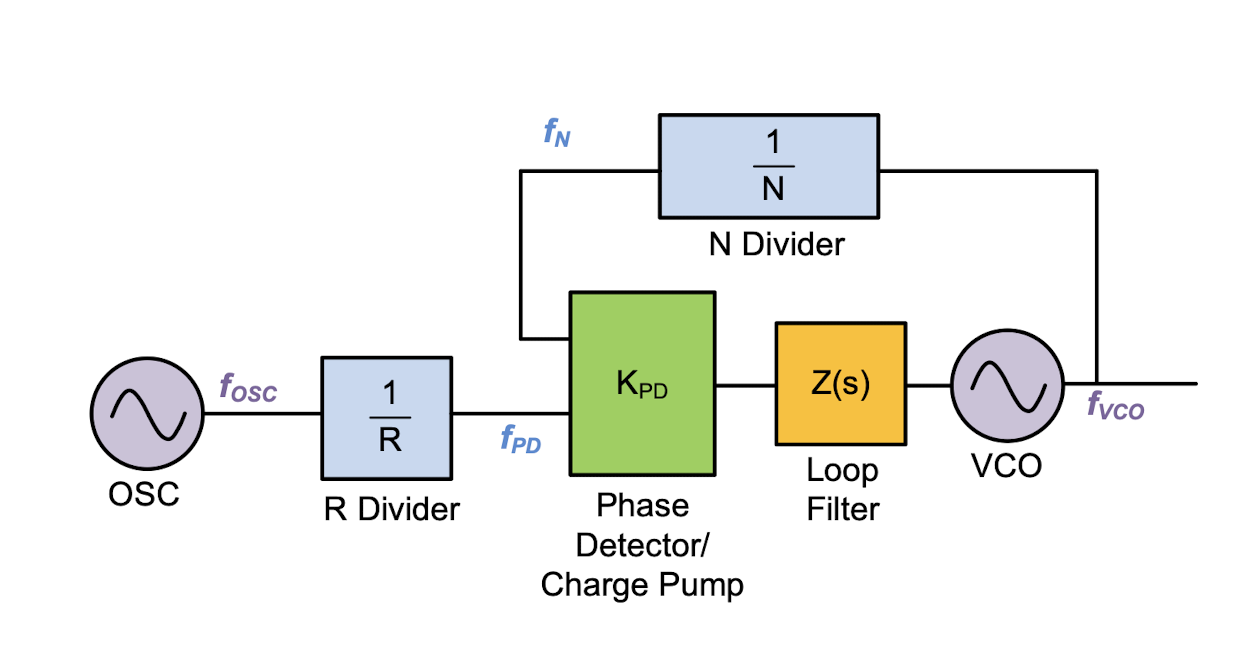 f_N
1
N
N Divider
OSC
f_OSC
1
R
R Divider
f_PD
K_PD
Phase
Detector/
Charge Pump
Z(s)
Loop
Filter
VCO
f_VCO